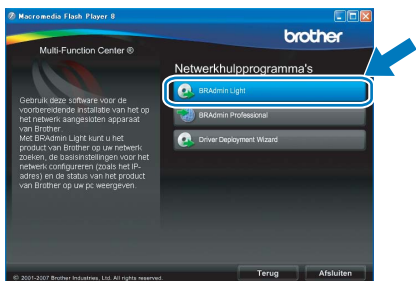 Macromedia Flash Player 8
brother
Multi-Function Center ®
Netwerkhulpprogramma's
BRAdmin Light
BRAdmin Professional
Driver Deployment Wizard
Gebruik deze software voor de
voorbereidende installatie van het op
het netwerk aangesloten apparaat
van Brother.
Met BRAdmin Light kunt u het
product van Brother op uw netwerk
zoeken, de basisinstellingen voor het
netwerk configureren (zoals het IP-
adres) en de status van het product
van Brother op uw pc weergeven.
© 2001-2007 Brother Industries, Ltd. All rights reserved.
Terug
Afsluiten